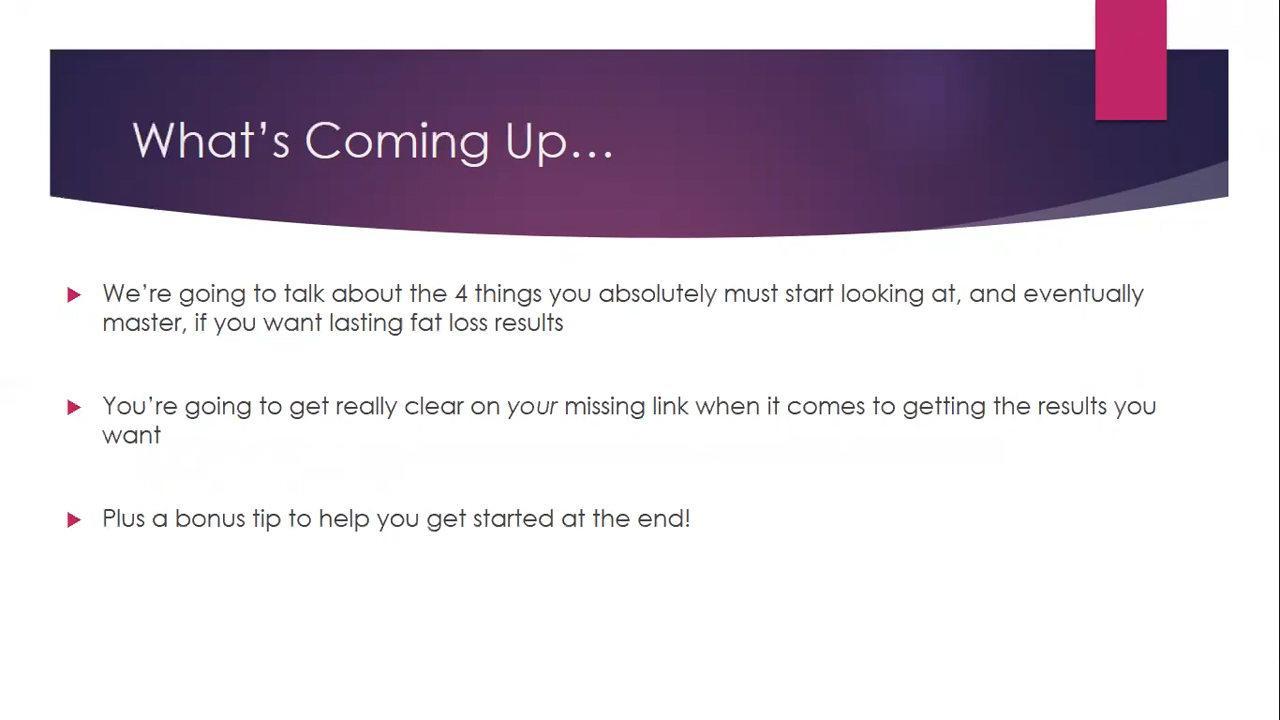 What’s Coming Up…
We’re going to talk about the 4 things you absolutely must start looking at, and eventually
master, if you want lasting fat loss results
You’re going to get really clear on your missing link when it comes to getting the results you
want
Plus a bonus tip to help you get started at the end!